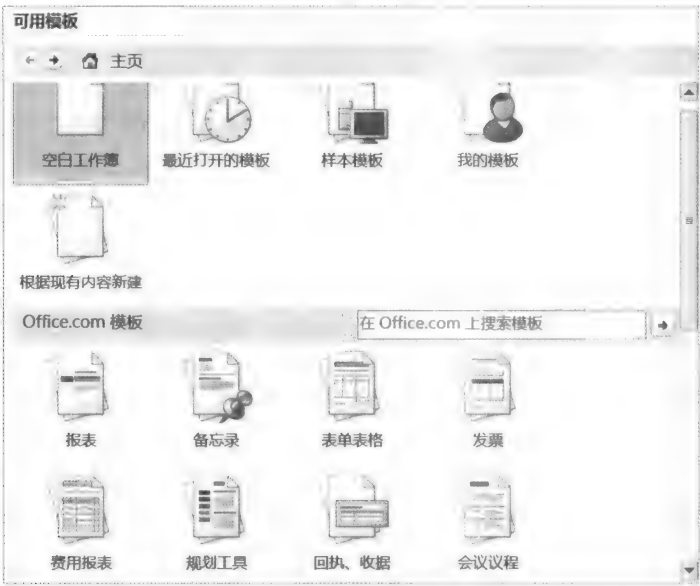 可用模板
主页
空白工作簿 最近打开的模板 样本模板 我的模板
根据现有内容新建
Office.com 模板 在 Office.com 上搜索模板
报表 备忘录 表单表格 发票
费用报表 规划工具 回执、收据 会议议程